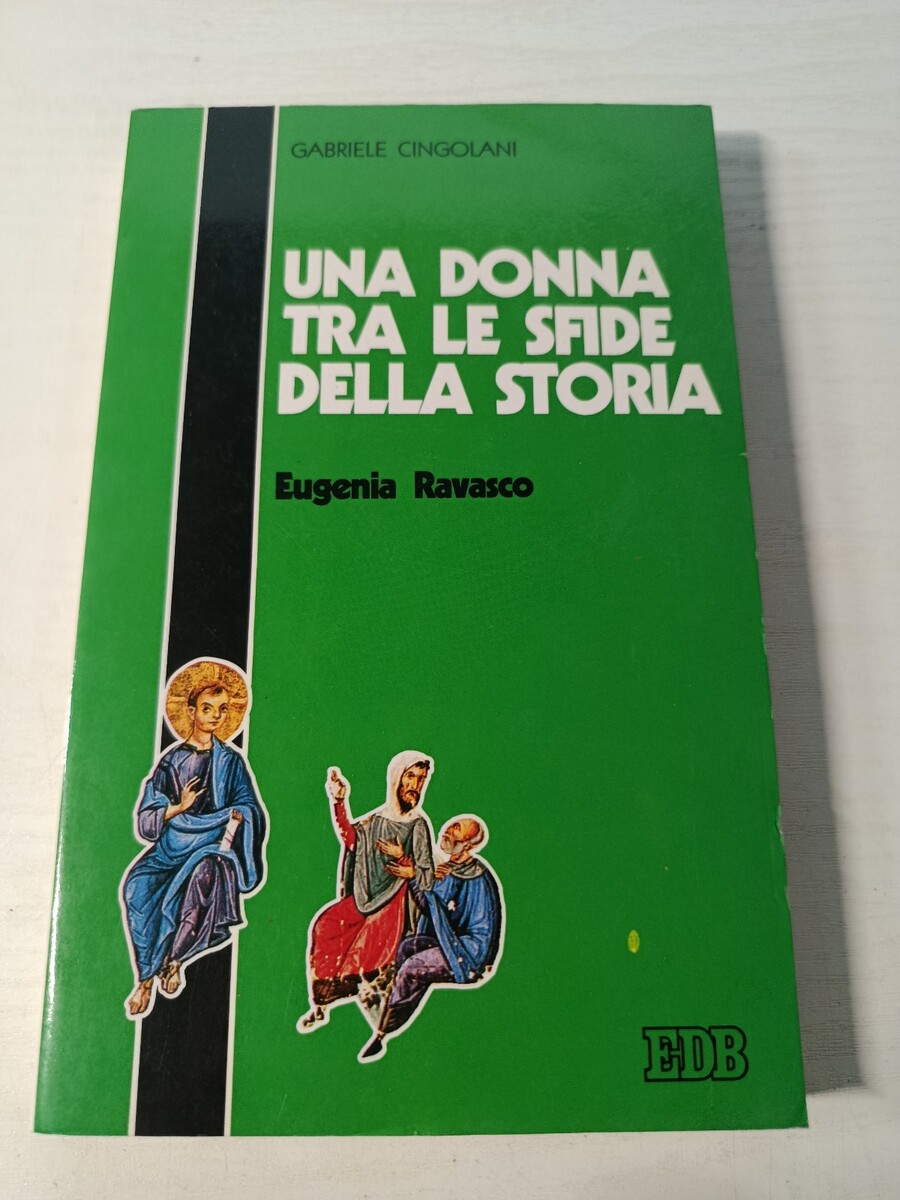 GABRIELE CINGOLANI
UNA DONNA
TRA LE SFIDE
DELLA STORIA
Eugenia Ravasco
EDB